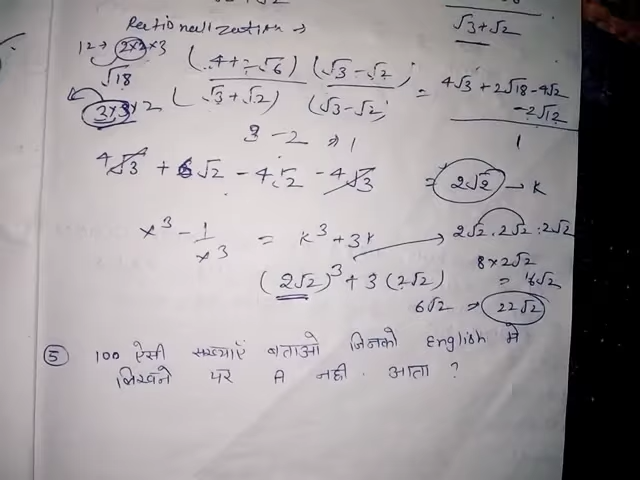 √3 + √2
Rationalization ⇒
12 → 2×2×3
√18
3×3×2
(4 + 2√6) (√3 − √2) = 4√3 + 2√18 − 4√2 − 2√12
(√3 + √2) (√3 − √2) 1
3 − 2 ⇒ 1
4√3 + 6√2 − 4√2 − 4√3 = 2√2 → K
x³ − 1/x³ = K³ + 3K → 2√2 . 2√2 . 2√2
(2√2)³ + 3(2√2) 8×2√2
= 16√2
6√2 ⇒ 22√2
⑤ 100 ऐसी सख्याएँ बताओ जिनको English मे
लिखने पर A नही आता ?